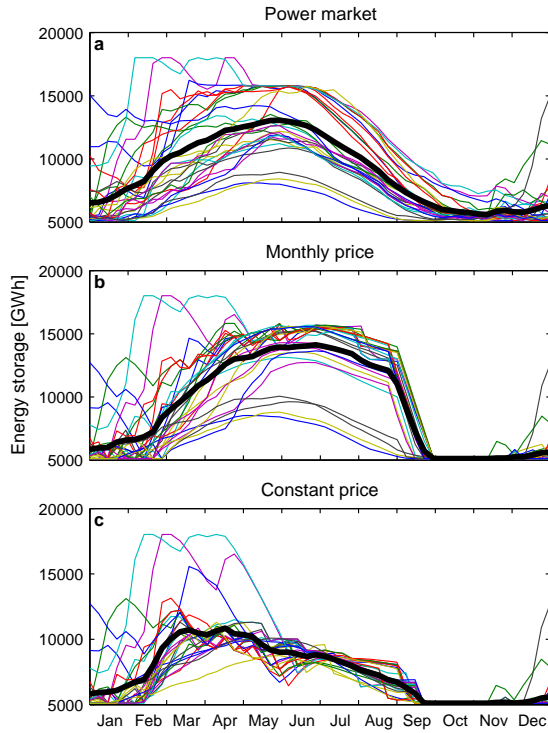 Power market
a
20000
15000
10000
5000
Monthly price
b
20000
15000
10000
5000
Energy storage [GWh]
Constant price
c
20000
15000
10000
5000
Jan Feb Mar Apr May Jun Jul Aug Sep Oct Nov Dec